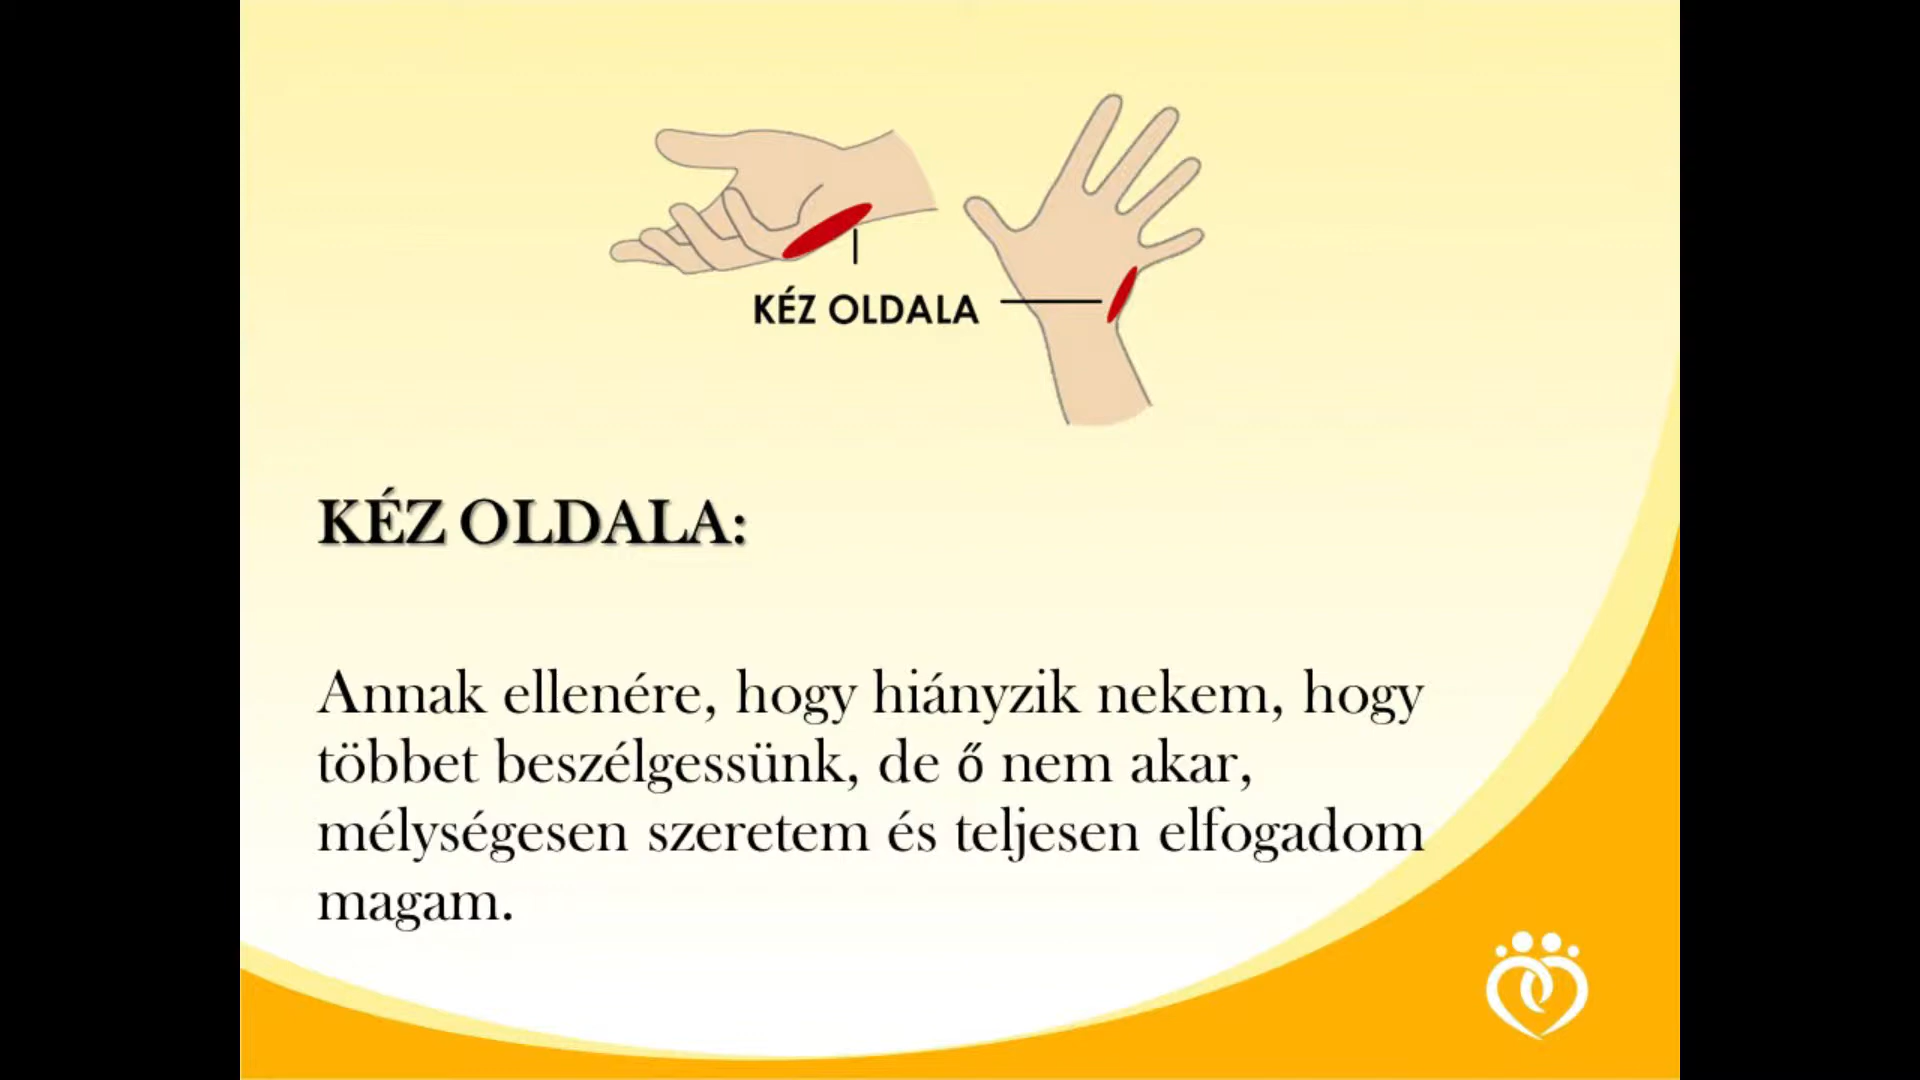 KÉZ OLDALA
KÉZ OLDALA:
Annak ellenére, hogy hiányzik nekem, hogy
többet beszélgessünk, de ő nem akar,
mélységesen szeretem és teljesen elfogadom
magam.